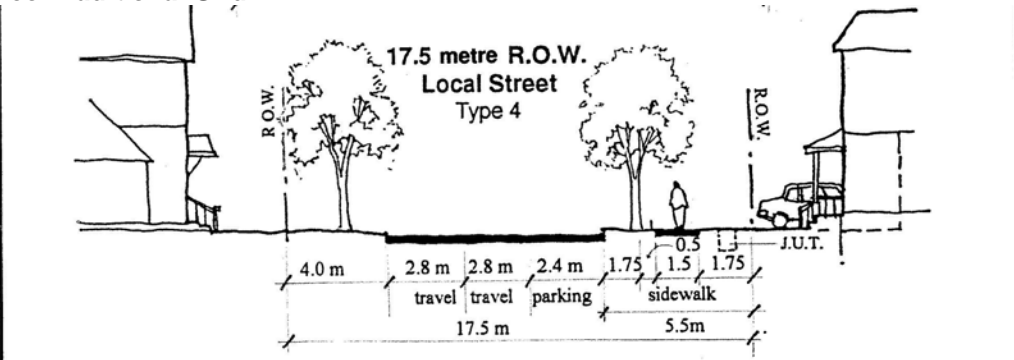 17.5 metre R.O.W.
Local Street
Type 4
R.O.W.
R.O.W.
0.5
J.U.T.
4.0 m 2.8 m 2.8 m 2.4 m 1.75 1.5 1.75
travel travel parking sidewalk
17.5 m 5.5m